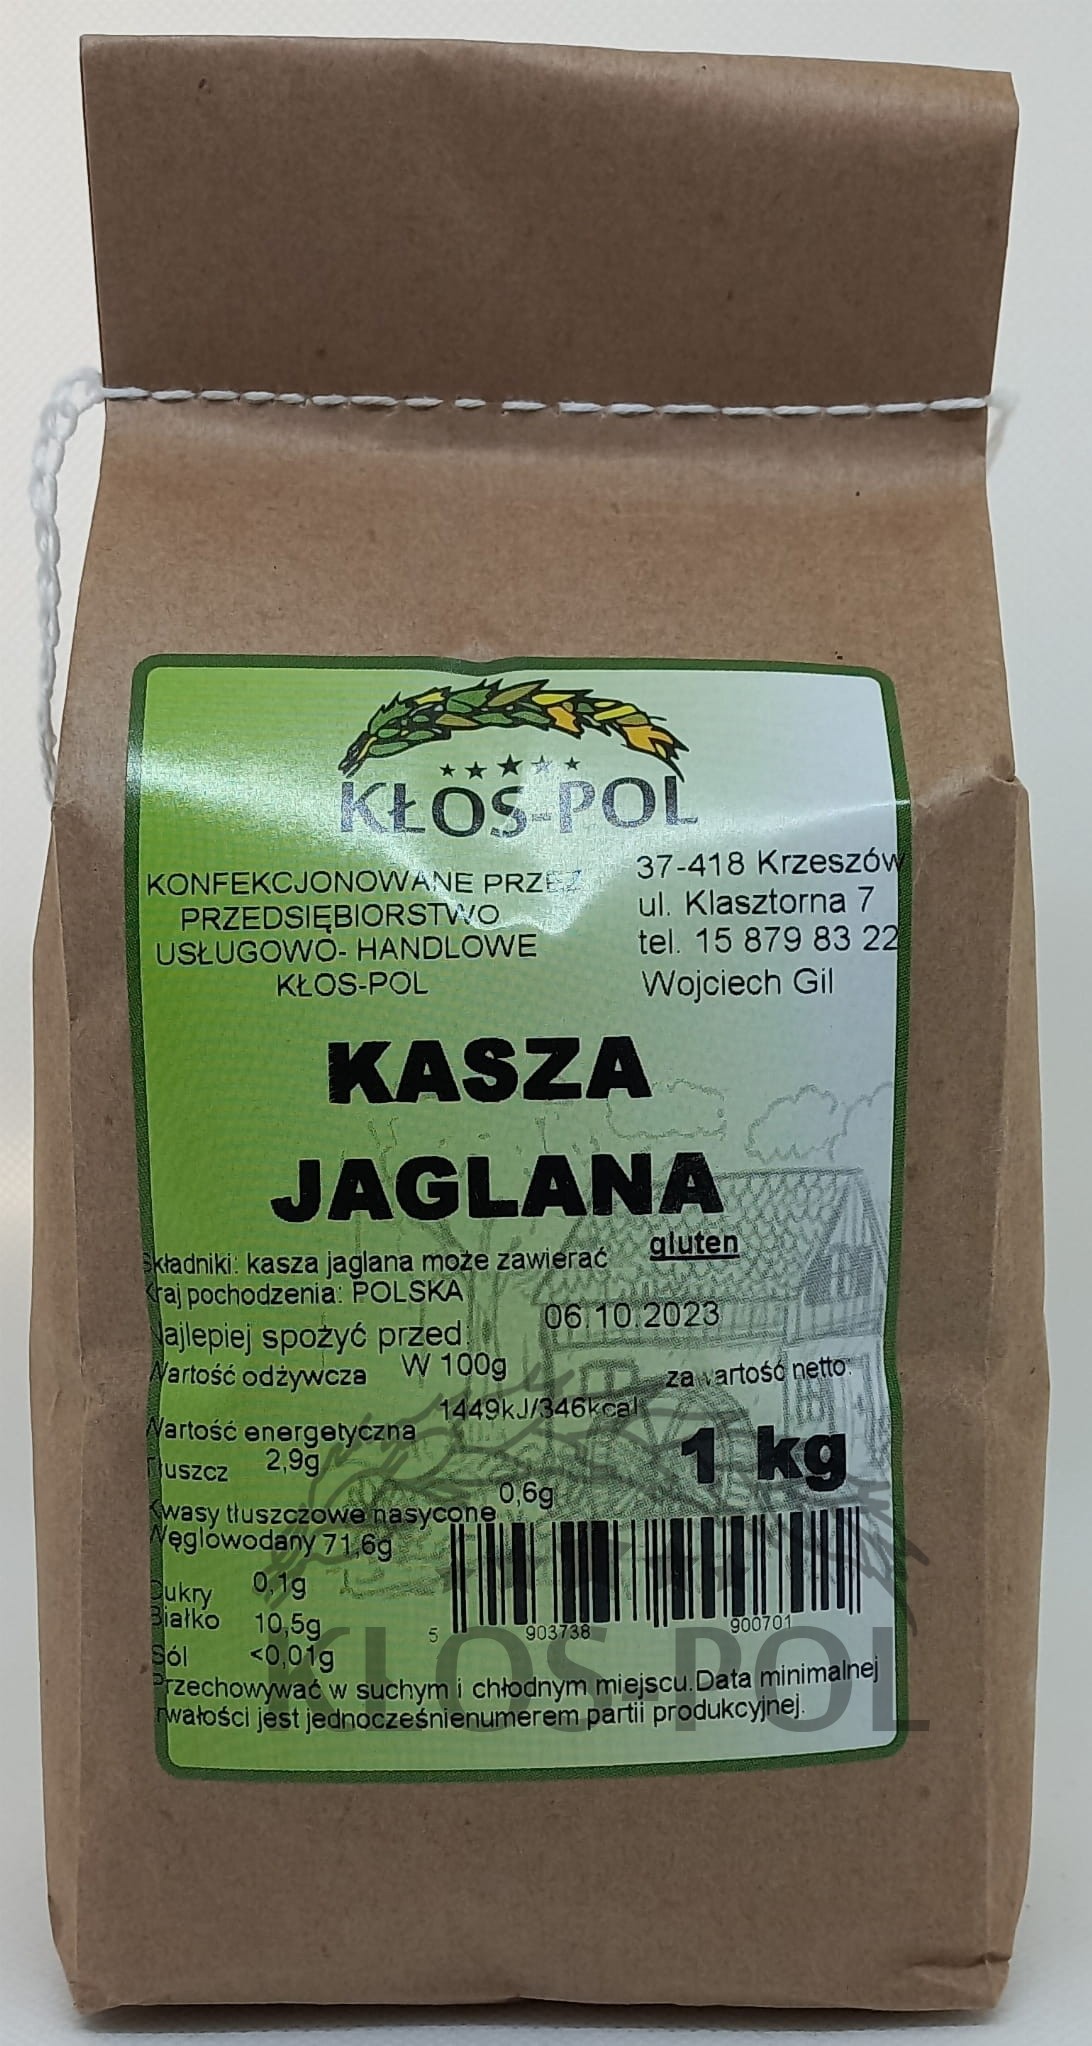 KŁOS-POL
KONFEKCJONOWANE PRZEZ
PRZEDSIĘBIORSTWO
USŁUGOWO- HANDLOWE
KŁOS-POL
37-418 Krzeszów
ul. Klasztorna 7
tel. 15 879 83 22
Wojciech Gil
KASZA
JAGLANA
Składniki: kasza jaglana może zawierać gluten
Kraj pochodzenia: POLSKA
Najlepiej spożyć przed: 06.10.2023
Wartość odżywcza W 100g
zawartość netto:
1 kg
Wartość energetyczna 1449kJ/346kcal
Tłuszcz 2,9g
Kwasy tłuszczowe nasycone 0,6g
Węglowodany 71,6g
Cukry 0,1g
Białko 10,5g
Sól <0,01g
5 903738 900701
Przechowywać w suchym i chłodnym miejscu.Data minimalnej
trwałości jest jednocześnienumerem partii produkcyjnej.
KŁOS-POL